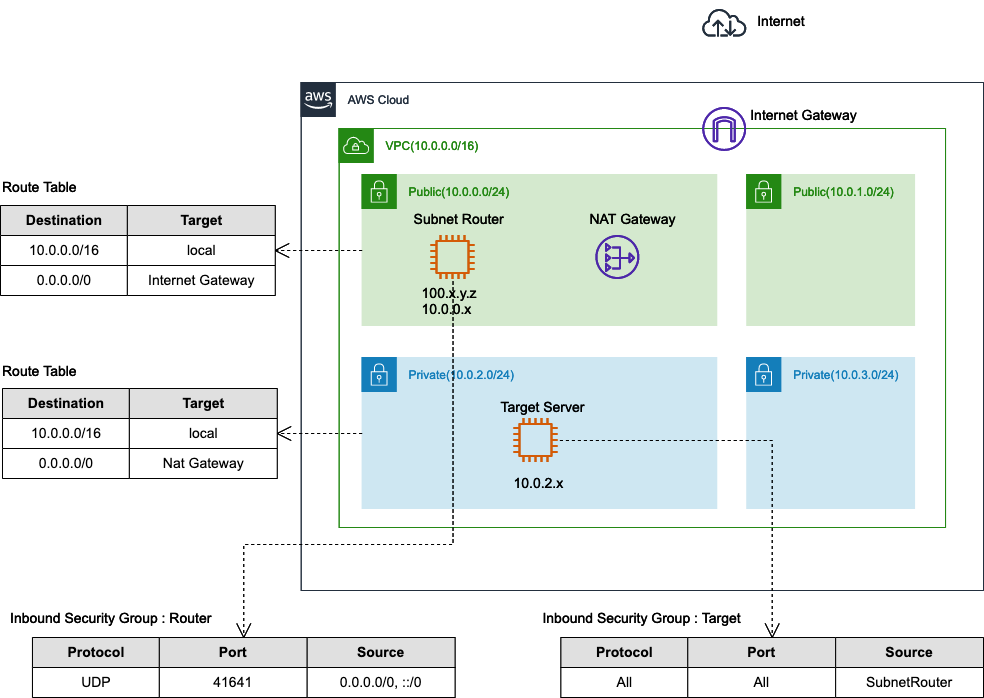 Internet
aws
AWS Cloud
Internet Gateway
VPC(10.0.0.0/16)
Route Table
Destination Target
10.0.0.0/16 local
0.0.0.0/0 Internet Gateway
Public(10.0.0.0/24)
Subnet Router
NAT Gateway
100.x.y.z
10.0.0.x
Public(10.0.1.0/24)
Route Table
Destination Target
10.0.0.0/16 local
0.0.0.0/0 Nat Gateway
Private(10.0.2.0/24)
Target Server
10.0.2.x
Private(10.0.3.0/24)
Inbound Security Group : Router
Protocol Port Source
UDP 41641 0.0.0.0/0, ::/0
Inbound Security Group : Target
Protocol Port Source
All All SubnetRouter